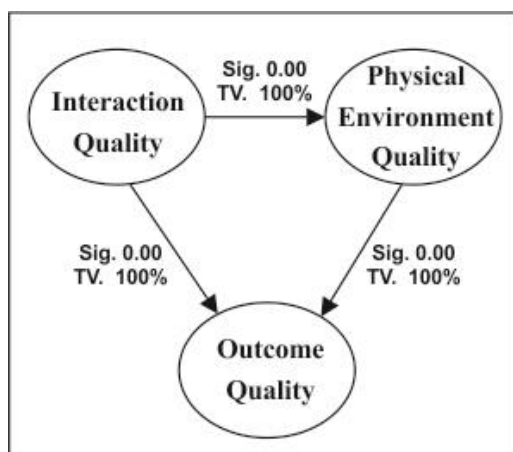 Interaction
Quality
Sig. 0.00
TV. 100%
Physical
Environment
Quality
Sig. 0.00
TV. 100%
Sig. 0.00
TV. 100%
Outcome
Quality